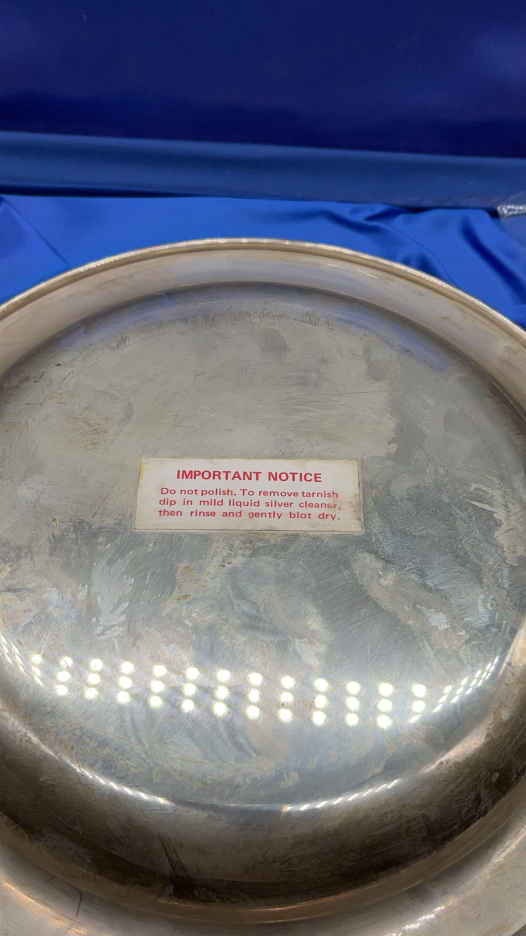 IMPORTANT NOTICE
Do not polish. To remove tarnish
dip in mild liquid silver cleanser,
then rinse and gently blot dry.